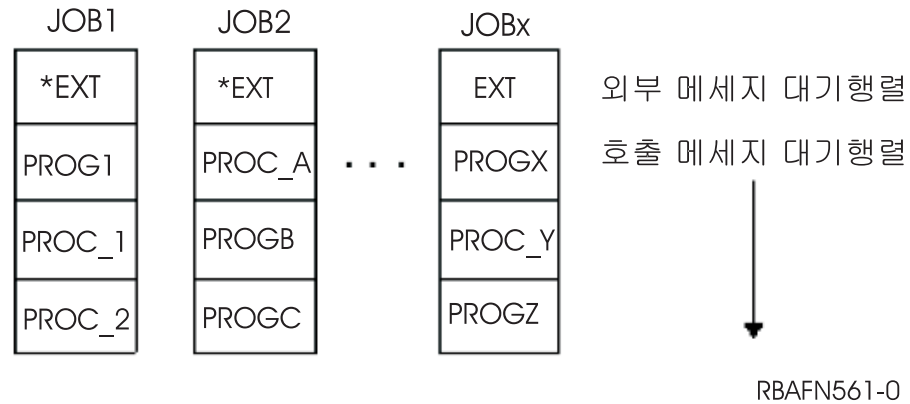 JOB1 JOB2 JOBx
*EXT *EXT EXT 외부 메세지 대기행렬
PROG1 PROC_A . . . PROGX 호출 메세지 대기행렬
PROC_1 PROGB PROC_Y
PROC_2 PROGC PROGZ
RBAFN561-0